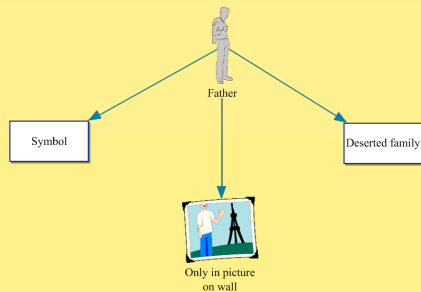 Father
Symbol
Deserted family
Only in picture
on wall